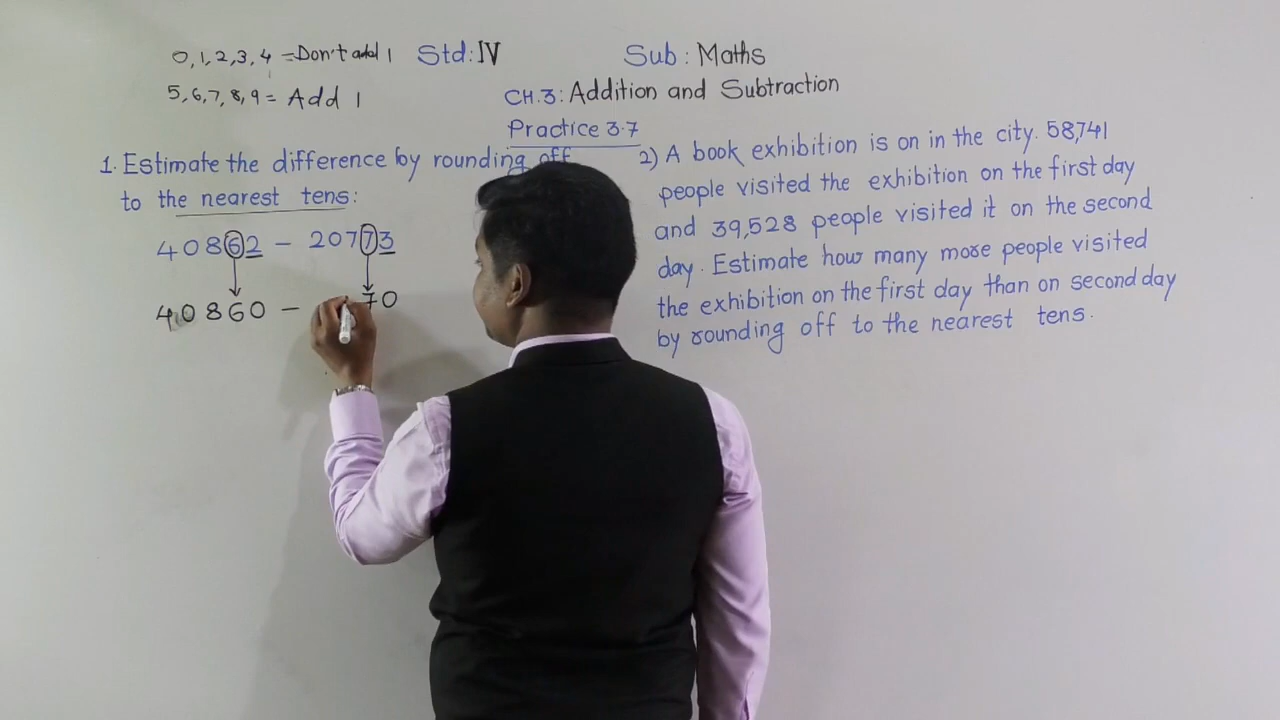 0,1,2,3,4 =Don't add 1
5,6,7,8,9= Add 1
Std: IV
Sub : Maths
CH.3: Addition and Subtraction
Practice 3.7
1. Estimate the difference by rounding off
to the nearest tens:
40862 - 20773
40860 - 70
2) A book exhibition is on in the city. 58,741
people visited the exhibition on the first day
and 39,528 people visited it on the second
day. Estimate how many more people visited
the exhibition on the first day than on second day
by rounding off to the nearest tens.